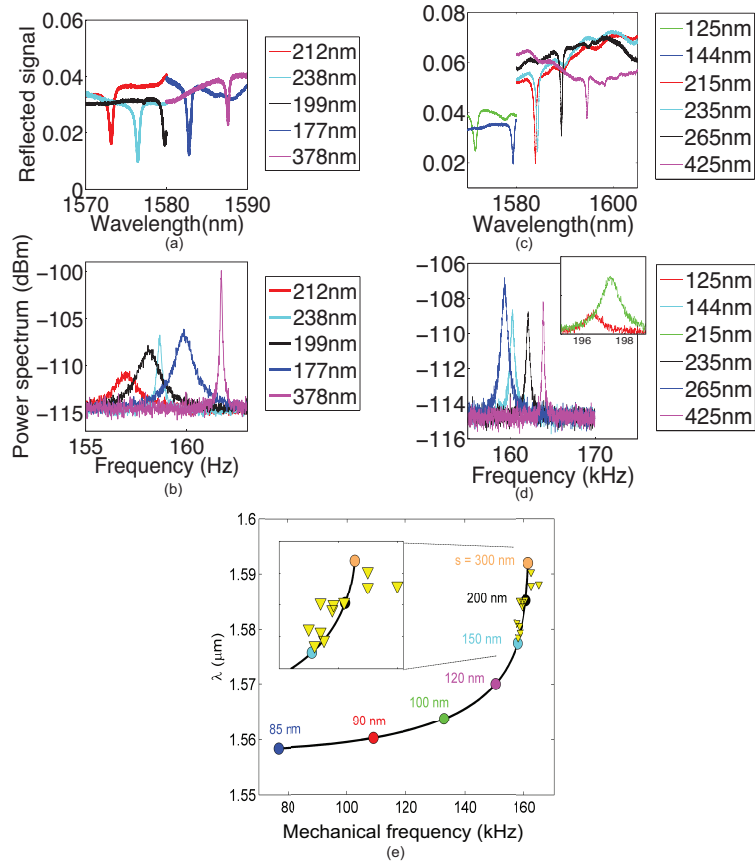 0.06
0.04
0.02
0
Reflected signal
1570
1580
1590
Wavelength(nm)
(a)
212nm
238nm
199nm
177nm
378nm
0.08
0.06
0.04
0.02
1580
1600
Wavelength(nm)
(c)
125nm
144nm
215nm
235nm
265nm
425nm
-100
-105
-110
-115
Power spectrum (dBm)
155
160
Frequency (Hz)
(b)
212nm
238nm
199nm
177nm
378nm
-106
-108
-110
-112
-114
-116
196
198
160
170
Frequency (kHz)
(d)
125nm
144nm
215nm
235nm
265nm
425nm
1.6
1.59
1.58
1.57
1.56
1.55
λ (μm)
s = 300 nm
200 nm
150 nm
120 nm
100 nm
90 nm
85 nm
80
100
120
140
160
Mechanical frequency (kHz)
(e)